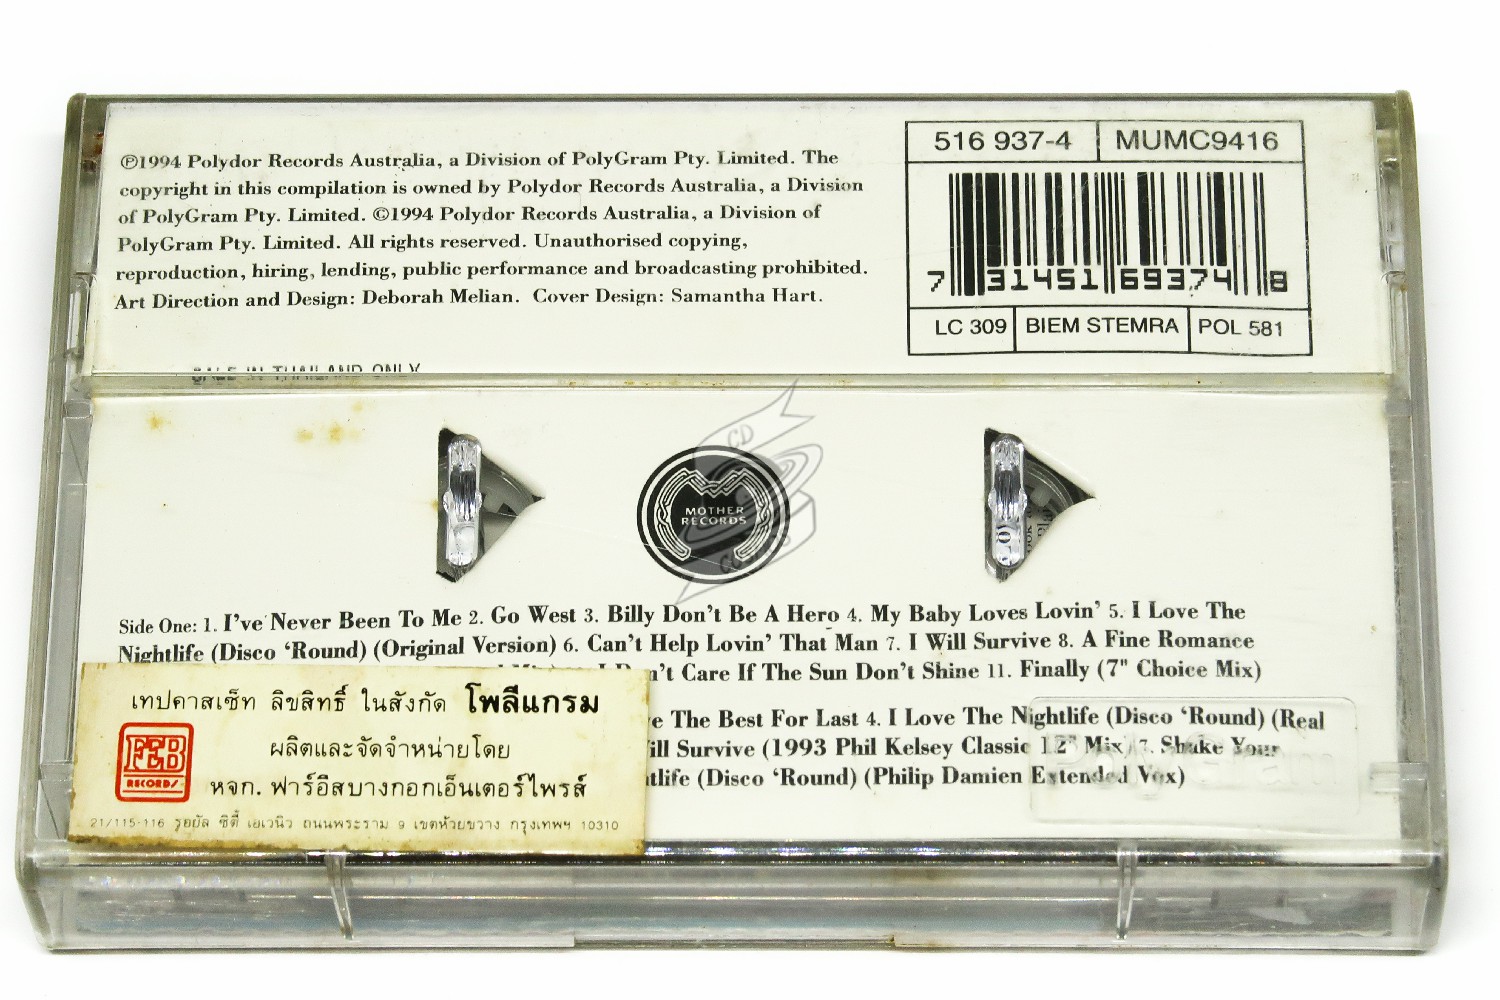 ℗1994 Polydor Records Australia, a Division of PolyGram Pty. Limited. The
copyright in this compilation is owned by Polydor Records Australia, a Division
of PolyGram Pty. Limited. ©1994 Polydor Records Australia, a Division of
PolyGram Pty. Limited. All rights reserved. Unauthorised copying,
reproduction, hiring, lending, public performance and broadcasting prohibited.
Art Direction and Design: Deborah Melian. Cover Design: Samantha Hart.
516 937-4 MUMC9416
7 31451 69374 8
LC 309 BIEM STEMRA POL 581
SALE IN THAILAND ONLY
CD
MOTHER
RECORDS
Side One: 1. I've Never Been To Me 2. Go West 3. Billy Don't Be A Hero 4. My Baby Loves Lovin' 5. I Love The
Nightlife (Disco 'Round) (Original Version) 6. Can't Help Lovin' That Man 7. I Will Survive 8. A Fine Romance
I Don't Care If The Sun Don't Shine 11. Finally (7" Choice Mix)
The Best For Last 4. I Love The Nightlife (Disco 'Round) (Real
Survive (1993 Phil Kelsey Classic 12" Mix) 7. Shake Your
(Disco 'Round) (Philip Damien Extended Vox)
PolyGram
เทปคาสเซ็ท ลิขสิทธิ์ ในสังกัด โพลีแกรม
ผลิตและจัดจำหน่ายโดย
หจก. ฟาร์อีสบางกอกเอ็นเตอร์ไพรส์
FEB
RECORDS
21/115-116 รอยัล ซิตี้ เอเวนิว ถนนพระราม 9 เขตห้วยขวาง กรุงเทพฯ 10310